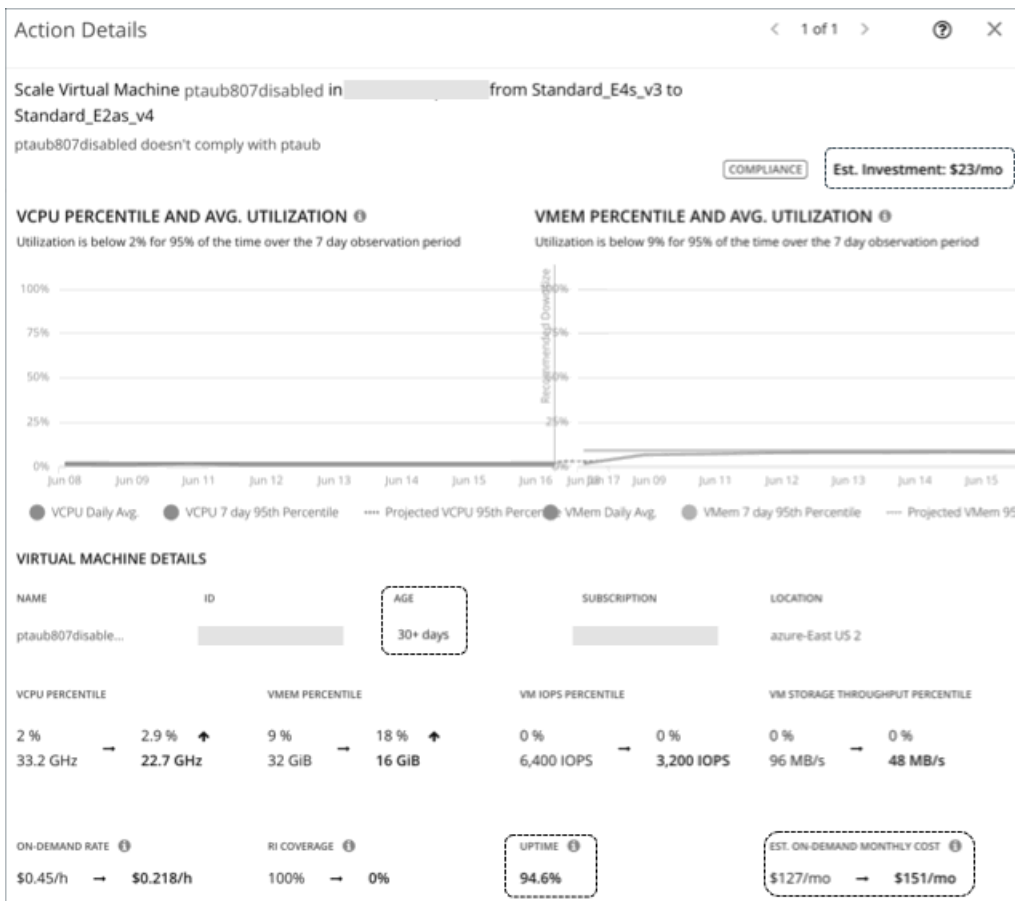 Action Details
1 of 1
Scale Virtual Machine ptaub807disabled in from Standard_E4s_v3 to
Standard_E2as_v4
ptaub807disabled doesn't comply with ptaub
COMPLIANCE
Est. Investment: $23/mo
VCPU PERCENTILE AND AVG. UTILIZATION
Utilization is below 2% for 95% of the time over the 7 day observation period
100%
75%
50%
25%
0%
Jun 08 Jun 09 Jun 11 Jun 12 Jun 13 Jun 14 Jun 15 Jun 16 Jun 17
Recommended Downsize
VCPU Daily Avg. VCPU 7 day 95th Percentile Projected VCPU 95th Percen
VMEM PERCENTILE AND AVG. UTILIZATION
Utilization is below 9% for 95% of the time over the 7 day observation period
100%
75%
50%
25%
0%
Jun 09 Jun 11 Jun 12 Jun 13 Jun 14 Jun 15
VMem Daily Avg. VMem 7 day 95th Percentile Projected VMem 95
VIRTUAL MACHINE DETAILS
NAME ID AGE SUBSCRIPTION LOCATION
ptaub807disable... 30+ days azure-East US 2
VCPU PERCENTILE VMEM PERCENTILE VM IOPS PERCENTILE VM STORAGE THROUGHPUT PERCENTILE
2 % → 2.9 % ↑ 9 % → 18 % ↑ 0 % → 0 % 0 % → 0 %
33.2 GHz 22.7 GHz 32 GiB 16 GiB 6,400 IOPS 3,200 IOPS 96 MB/s 48 MB/s
ON-DEMAND RATE RI COVERAGE UPTIME EST. ON-DEMAND MONTHLY COST
$0.45/h → $0.218/h 100% → 0% 94.6% $127/mo → $151/mo